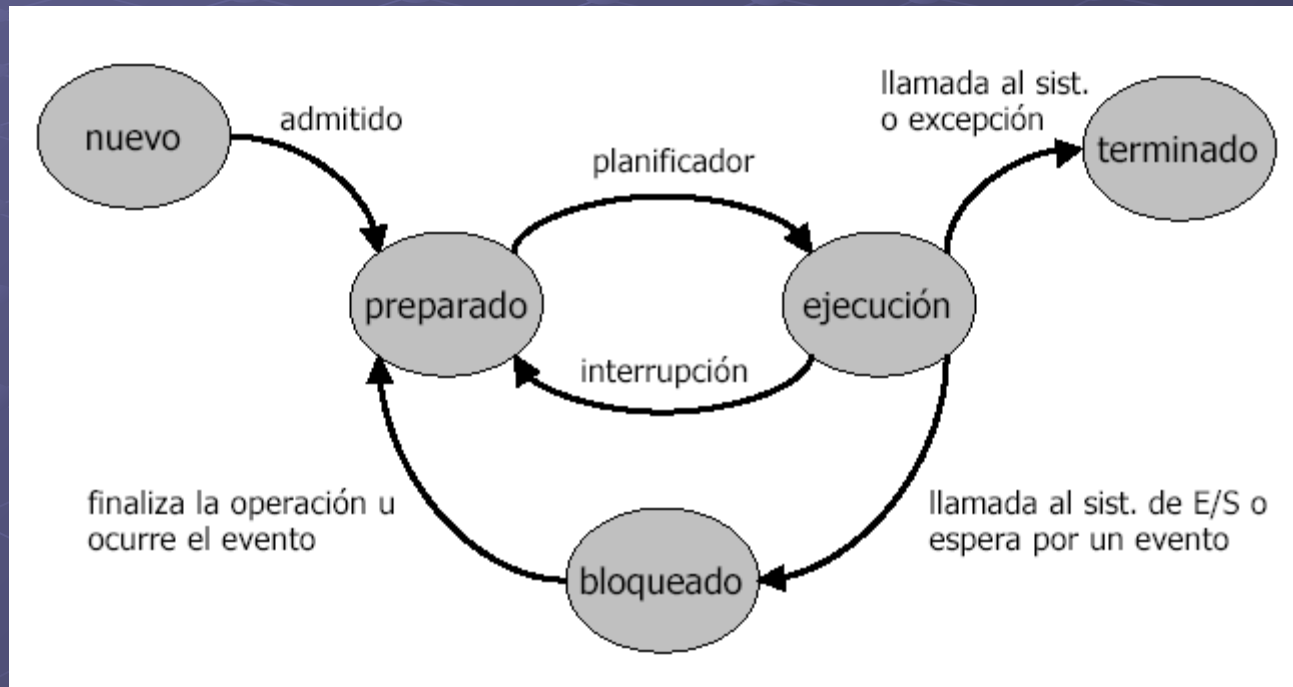 nuevo
admitido
planificador
llamada al sist.
o excepción
terminado
preparado
ejecución
interrupción
finaliza la operación u
ocurre el evento
bloqueado
llamada al sist. de E/S o
espera por un evento